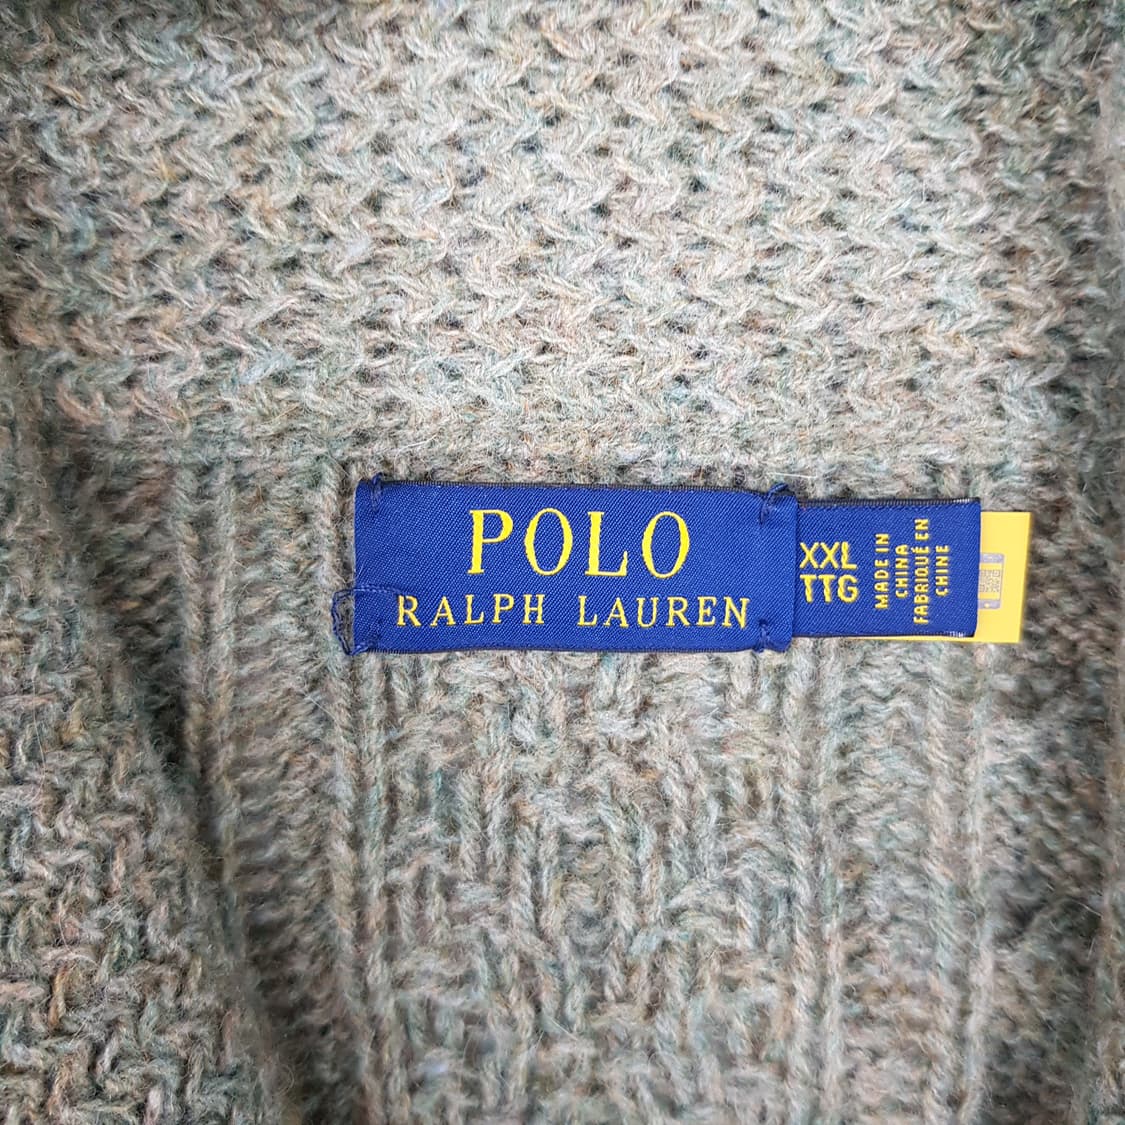 POLO
RALPH LAUREN
XXL
TTG
MADE IN
CHINA
FABRIQUÉ EN
CHINE